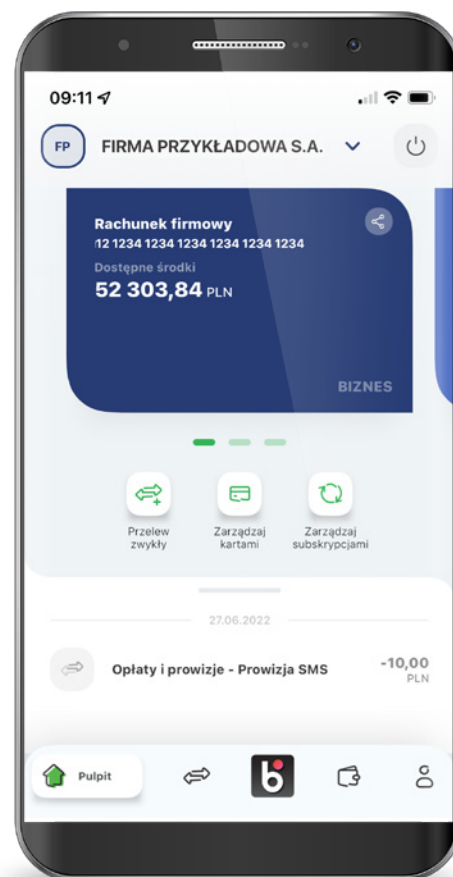 09:11
FP
FIRMA PRZYKŁADOWA S.A.
Rachunek firmowy
12 1234 1234 1234 1234 1234 1234
Dostępne środki
52 303,84 PLN
BIZNES
Przelew
zwykły
Zarządzaj
kartami
Zarządzaj
subskrypcjami
27.06.2022
Opłaty i prowizje - Prowizja SMS
-10,00
PLN
Pulpit
b